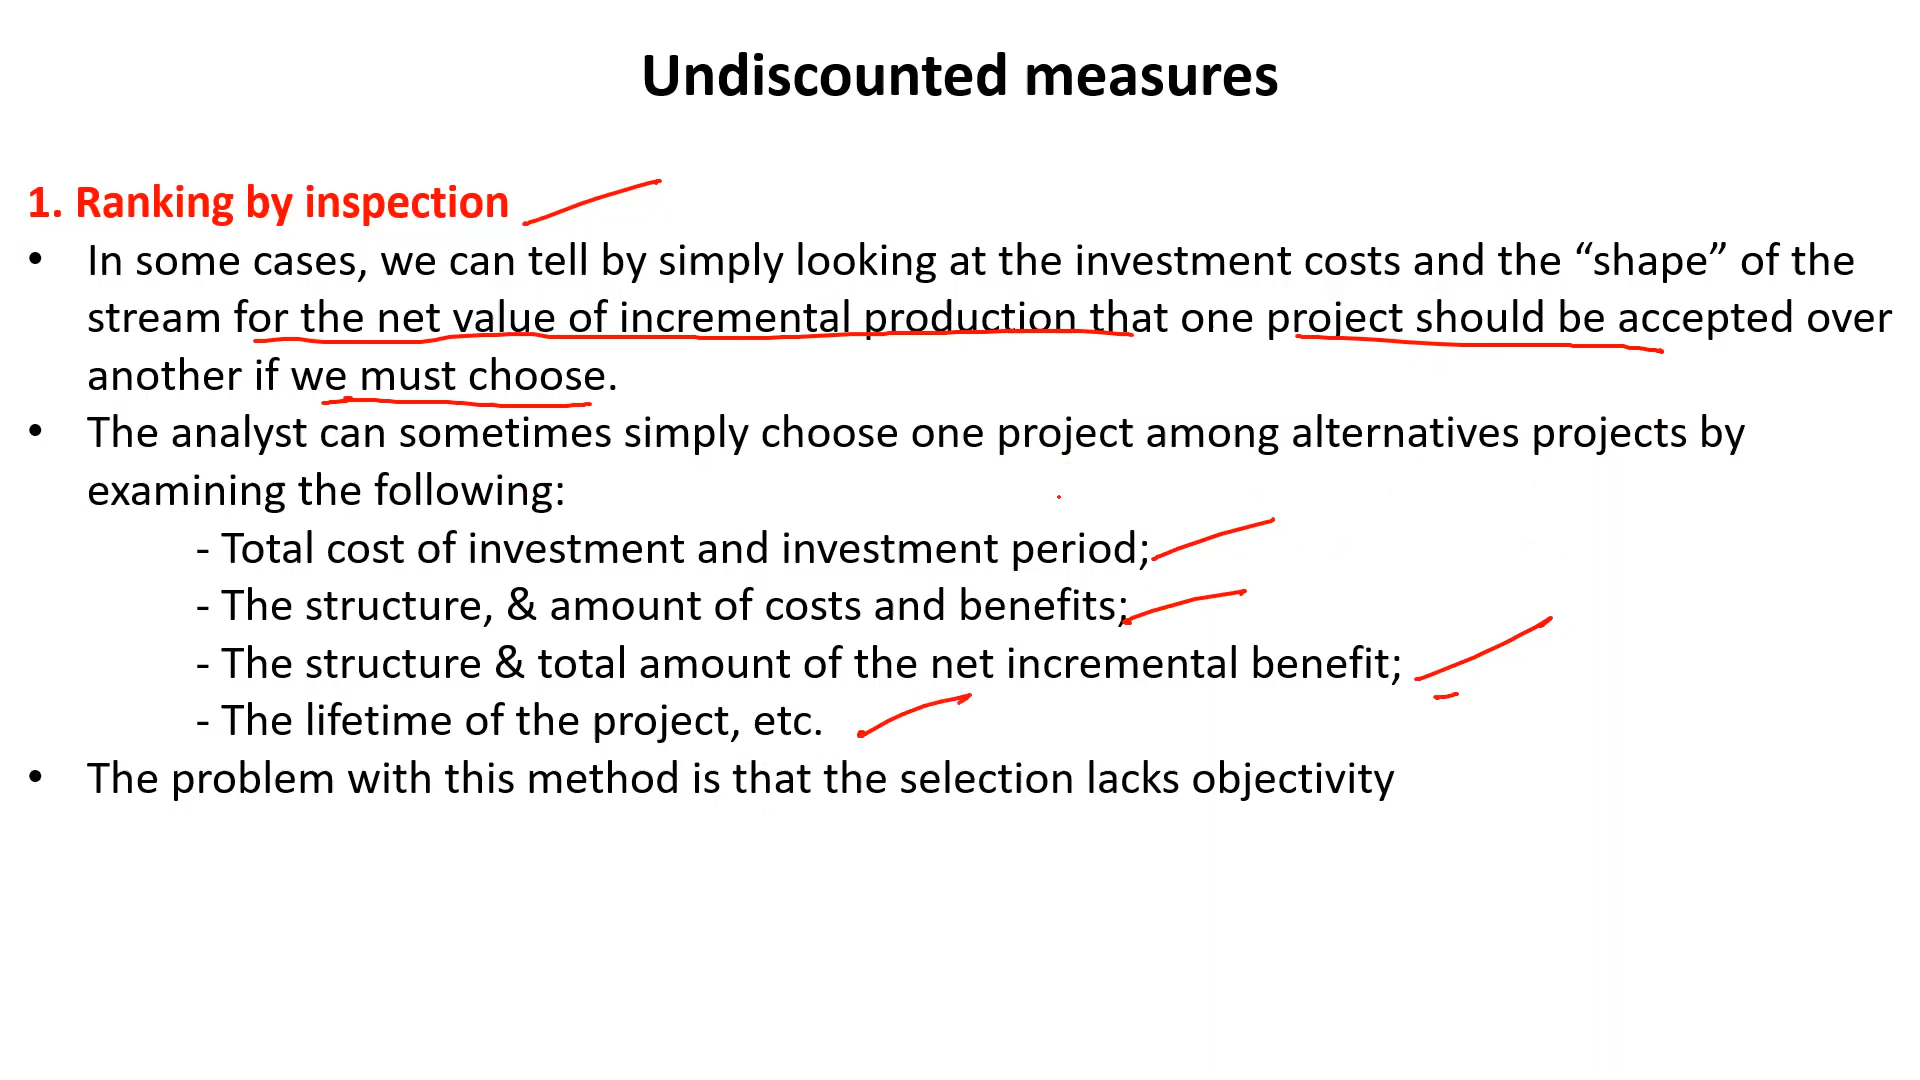 Undiscounted measures
1. Ranking by inspection
• In some cases, we can tell by simply looking at the investment costs and the “shape” of the
stream for the net value of incremental production that one project should be accepted over
another if we must choose.
• The analyst can sometimes simply choose one project among alternatives projects by
examining the following:
- Total cost of investment and investment period;
- The structure, & amount of costs and benefits;
- The structure & total amount of the net incremental benefit;
- The lifetime of the project, etc.
• The problem with this method is that the selection lacks objectivity